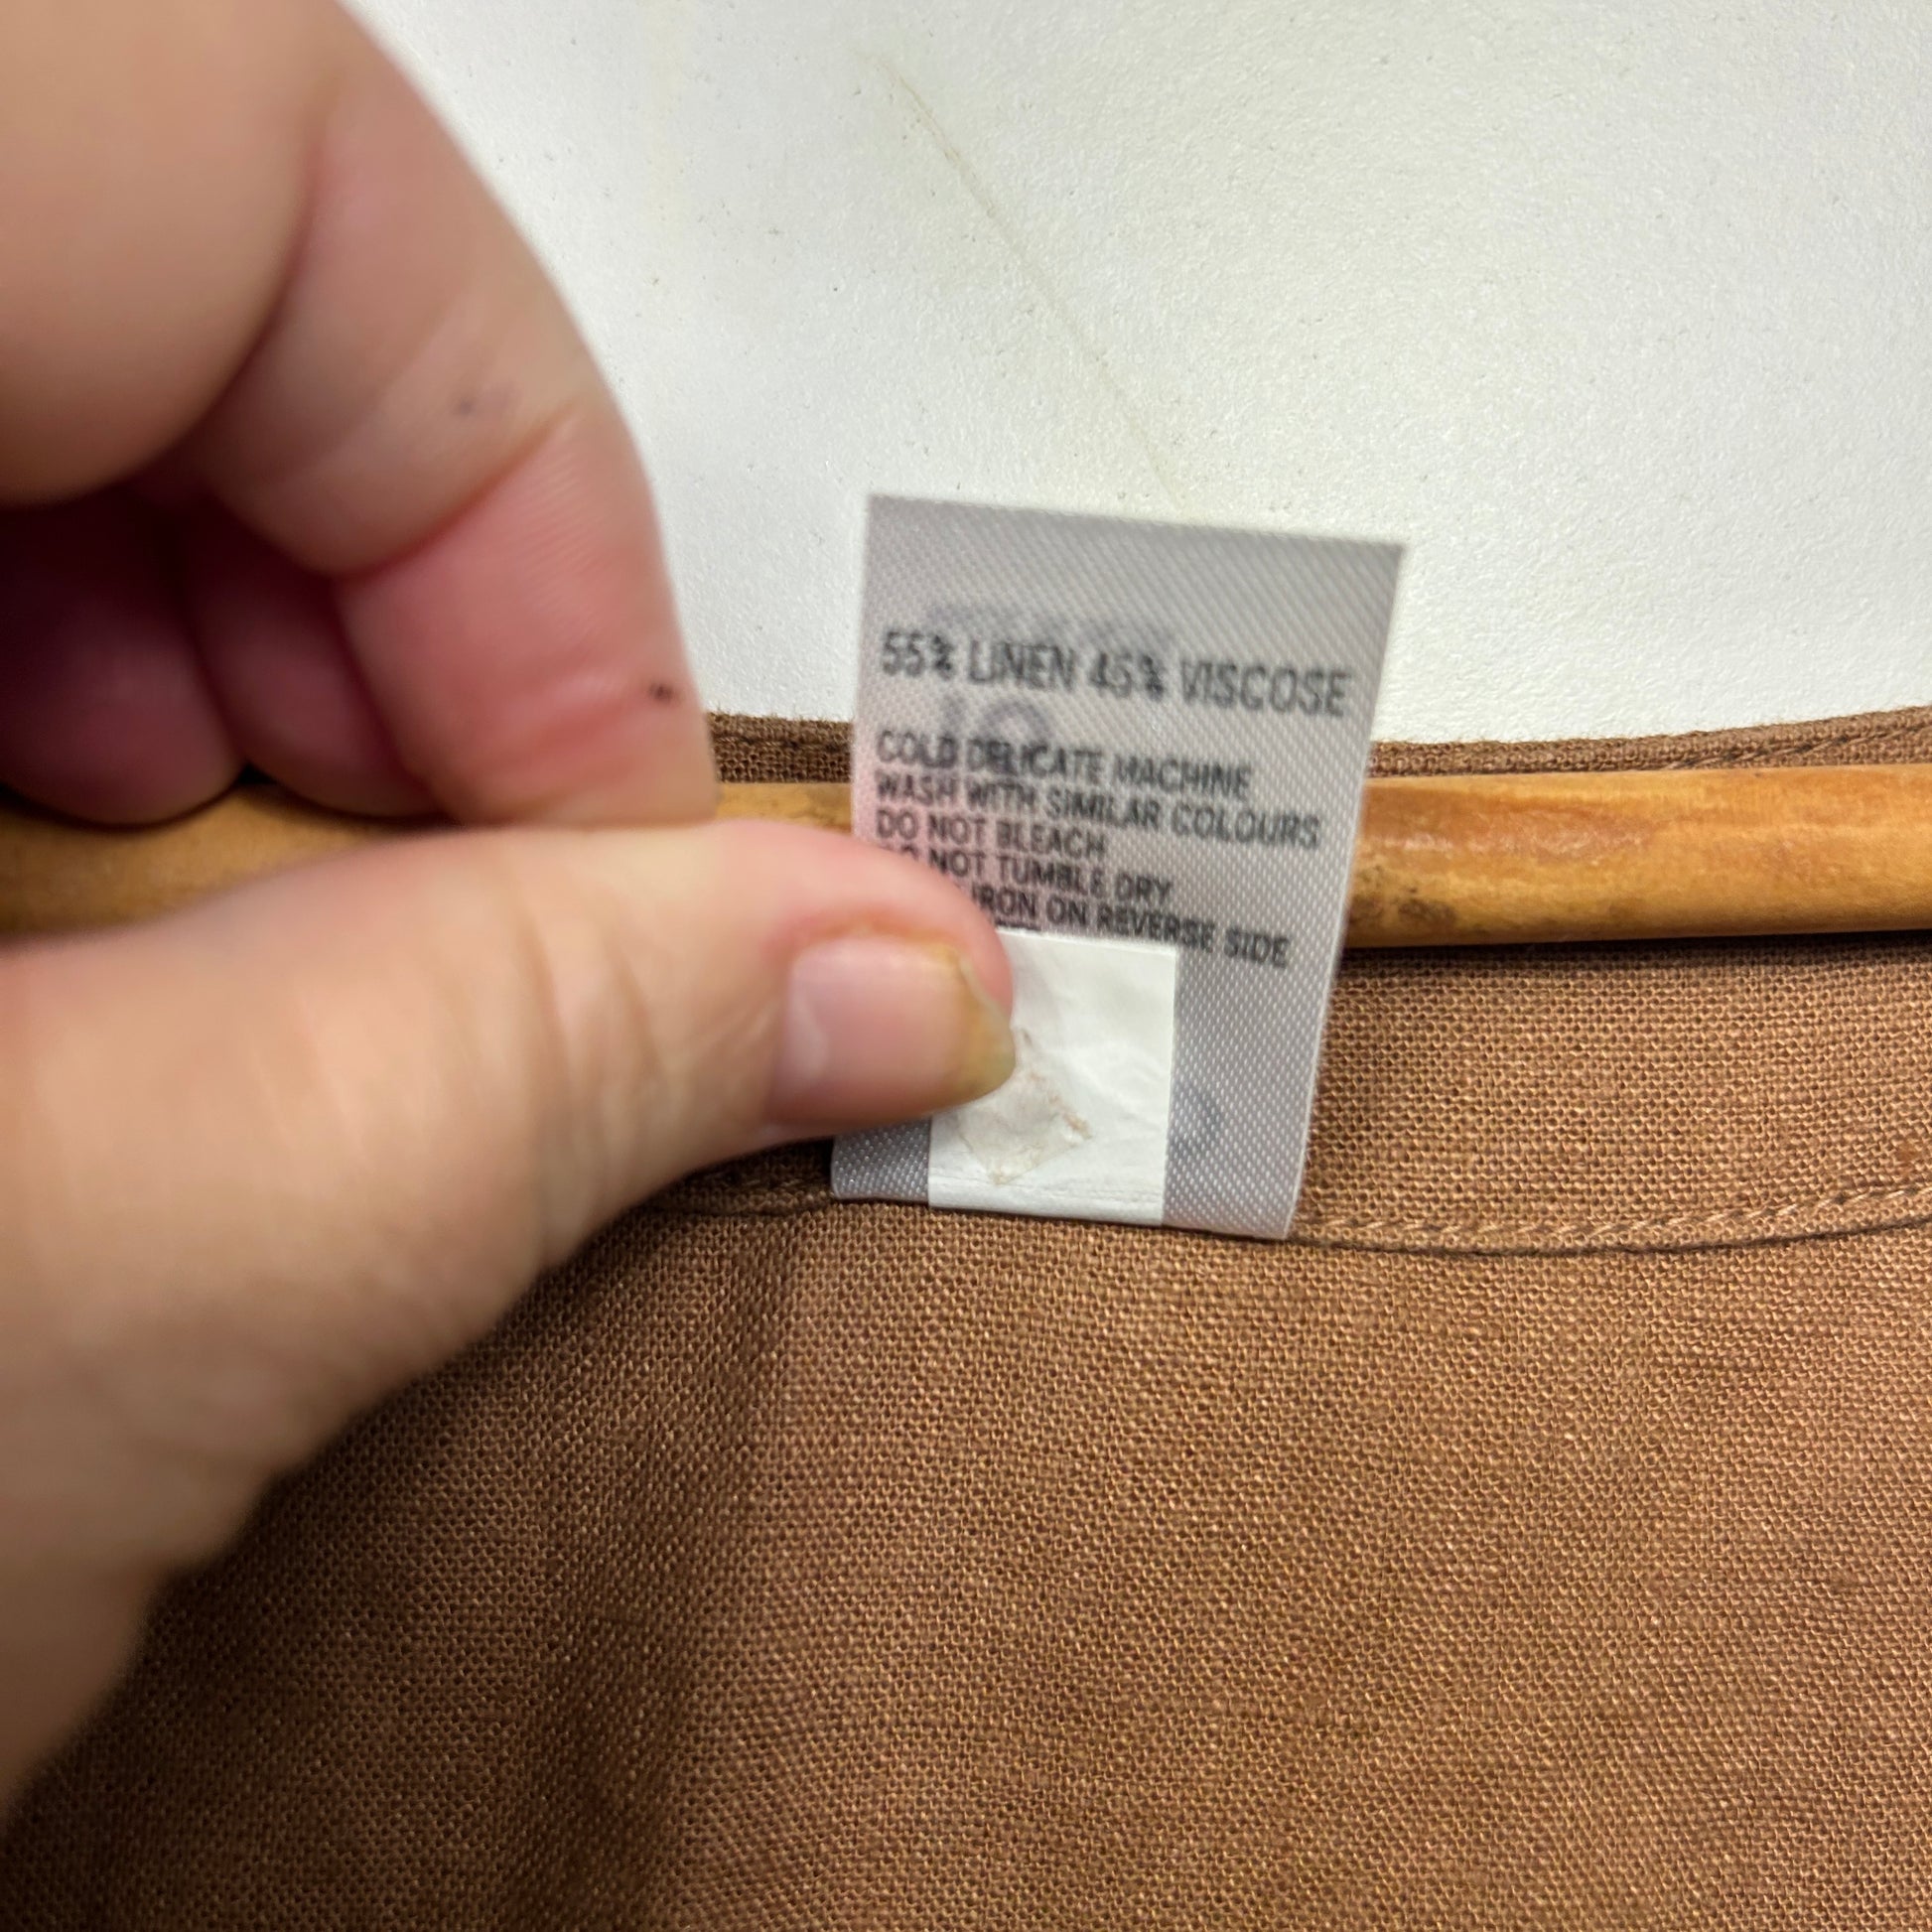 55% LINEN 45% VISCOSE
COLD DELICATE MACHINE
WASH WITH SIMILAR COLOURS
DO NOT BLEACH
DO NOT TUMBLE DRY
IRON ON REVERSE SIDE